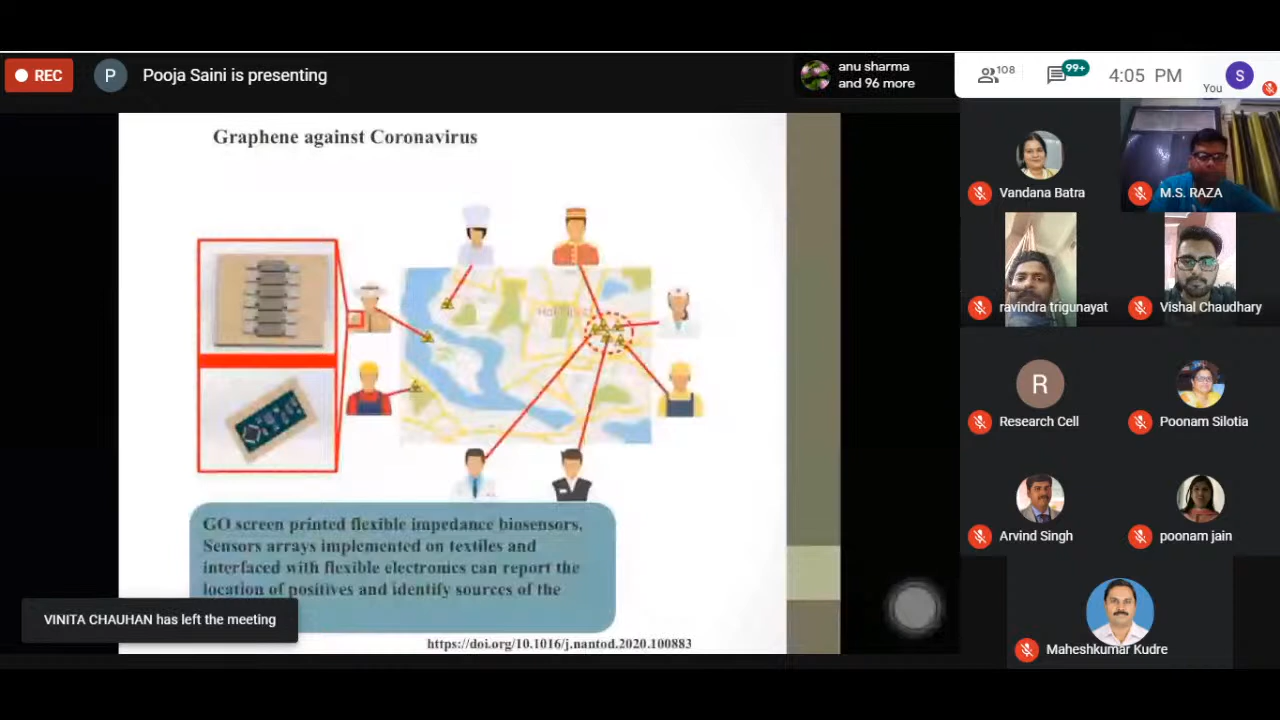 REC
P
Pooja Saini is presenting
anu sharma
and 96 more
108
99+
4:05 PM
You
S
Graphene against Coronavirus
GO screen printed flexible impedance bisensors.
Sensors arrays implemented on textiles and
interfaced with flexible electronics can report the
location of positives and identify sources of the
https://doi.org/10.1016/j.nantod.2020.100883
VINITA CHAUHAN has left the meeting
Vandana Batra
M.S. RAZA
ravindra trigunayat
Vishal Chaudhary
R
Research Cell
Poonam Silotia
Arvind Singh
poonam jain
Maheshkumar Kudre